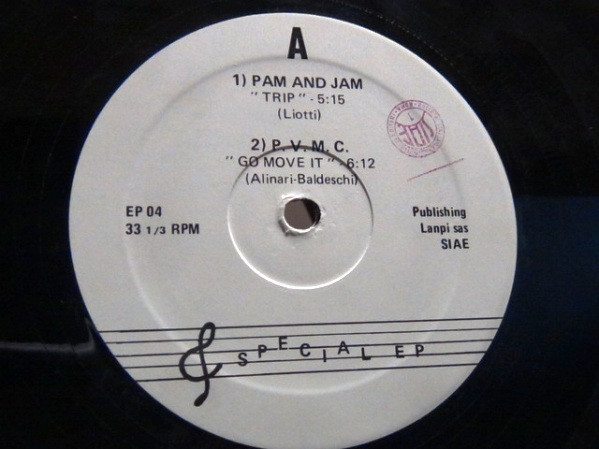 A
1) PAM AND JAM
" TRIP " - 5:15
(Liotti)
2) P. V. M. C.
" GO MOVE IT " - 6:12
(Alinari-Baldeschi)
EP 04
33 1/3 RPM
Publishing
Lanpi sas
SIAE
SPECIAL EP